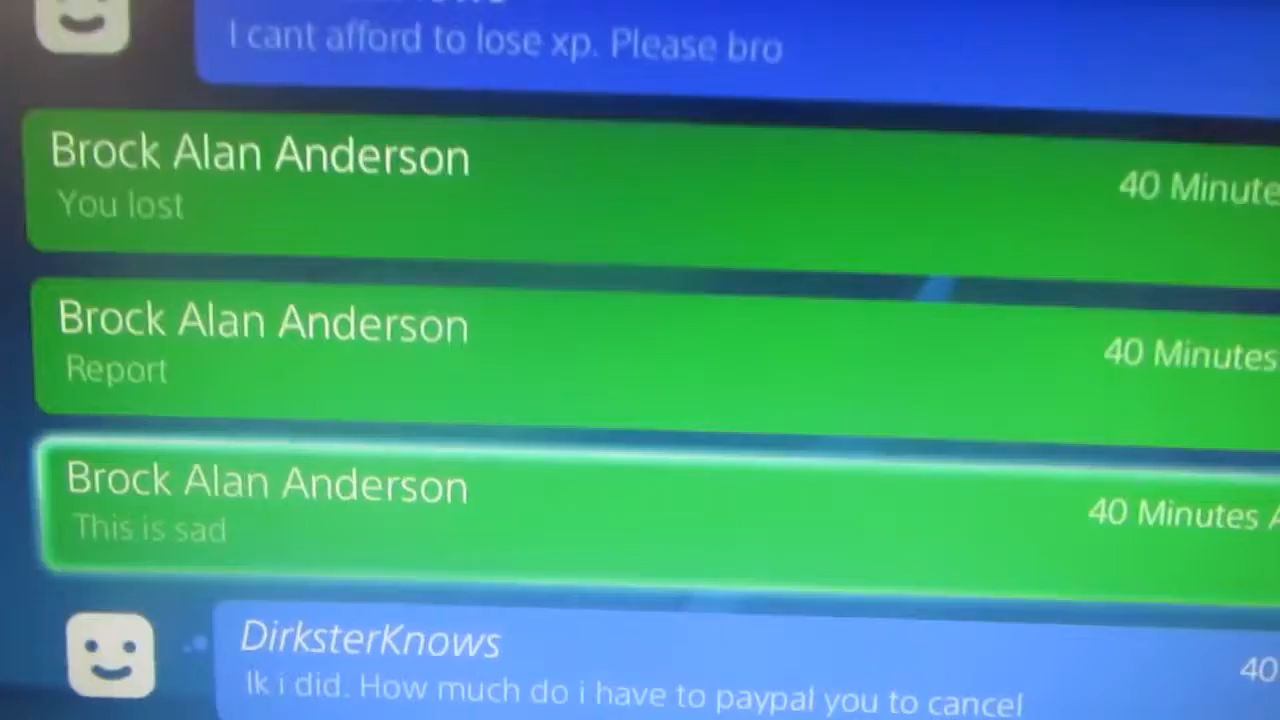 I cant afford to lose xp. Please bro
Brock Alan Anderson
40 Minute
You lost
Brock Alan Anderson
40 Minutes
Report
Brock Alan Anderson
40 Minutes A
This is sad
DirksterKnows
40
Ik i did. How much do i have to paypal you to cancel